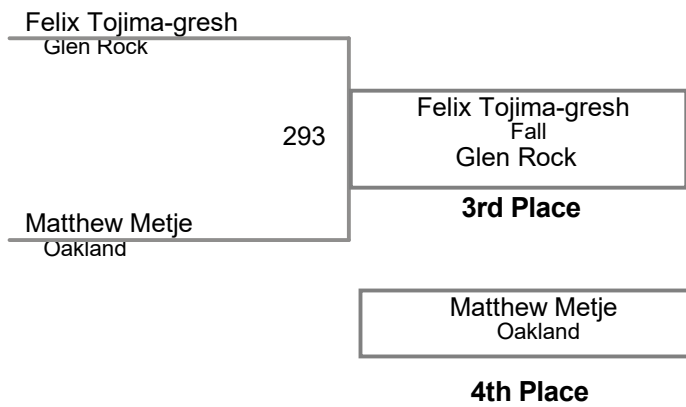 Felix Tojima-gresh
Glen Rock
293
Felix Tojima-gresh
Fall
Glen Rock
3rd Place
Matthew Metje
Oakland
Matthew Metje
Oakland
4th Place